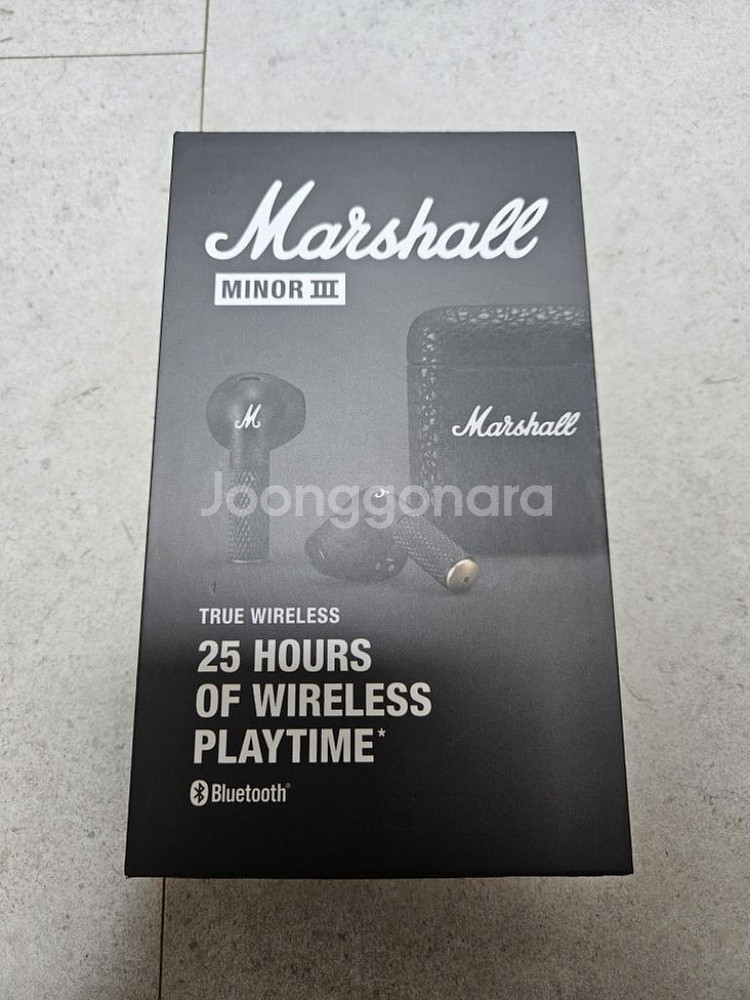 Marshall
MINOR III
M
Marshall
Joonggonara
TRUE WIRELESS
25 HOURS
OF WIRELESS
PLAYTIME*
Bluetooth®